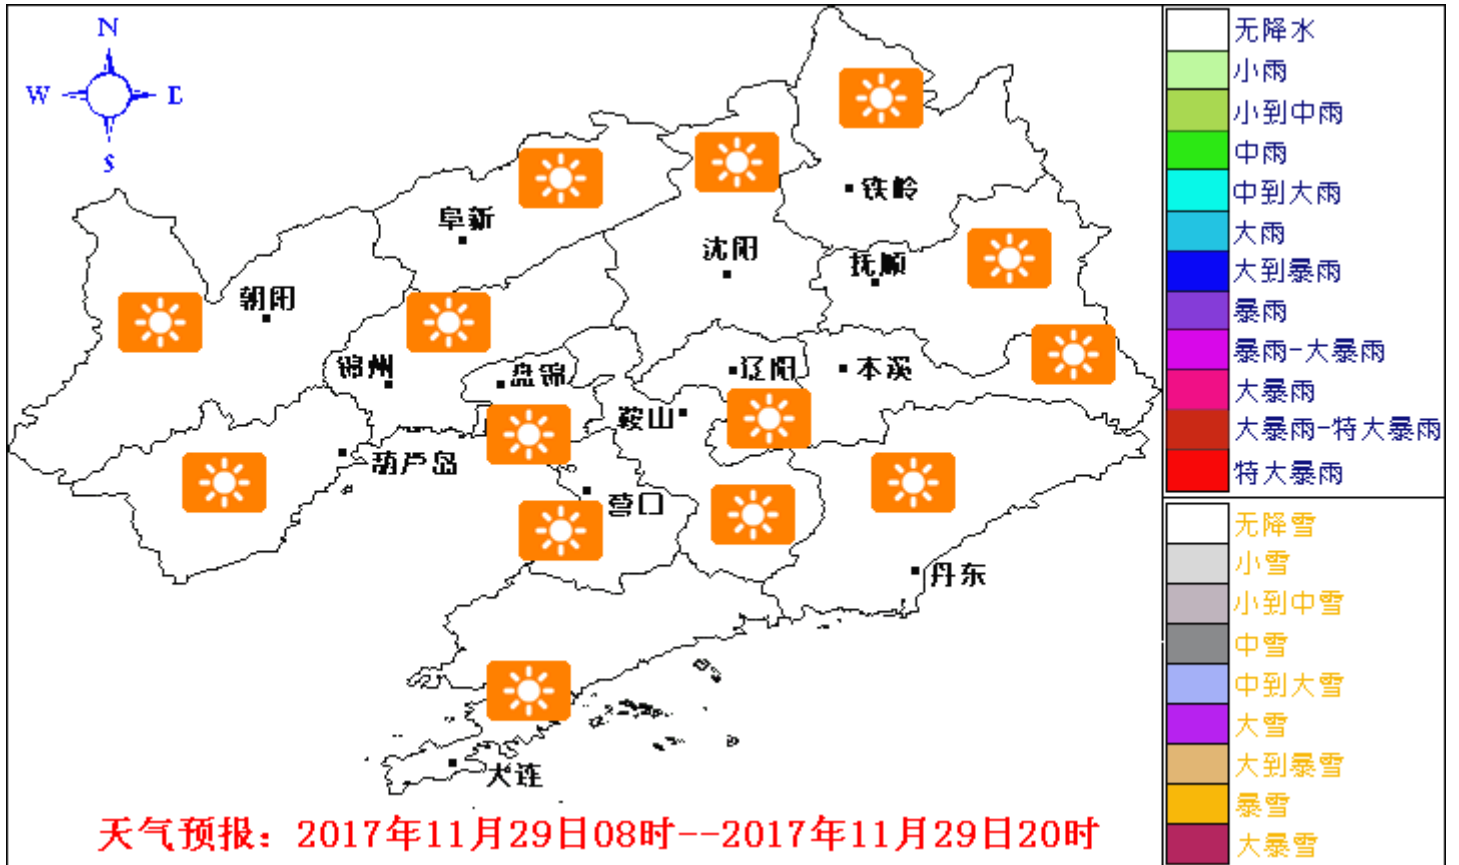 N
W
E
S
铁岭
阜新
沈阳
抚顺
朝阳
锦州
盘锦
辽阳
本溪
鞍山
葫芦岛
营口
丹东
大连
天气预报：2017年11月29日08时--2017年11月29日20时
无降水
小雨
小到中雨
中雨
中到大雨
大雨
大到暴雨
暴雨
暴雨-大暴雨
大暴雨
大暴雨-特大暴雨
特大暴雨
无降雪
小雪
小到中雪
中雪
中到大雪
大雪
大到暴雪
暴雪
大暴雪